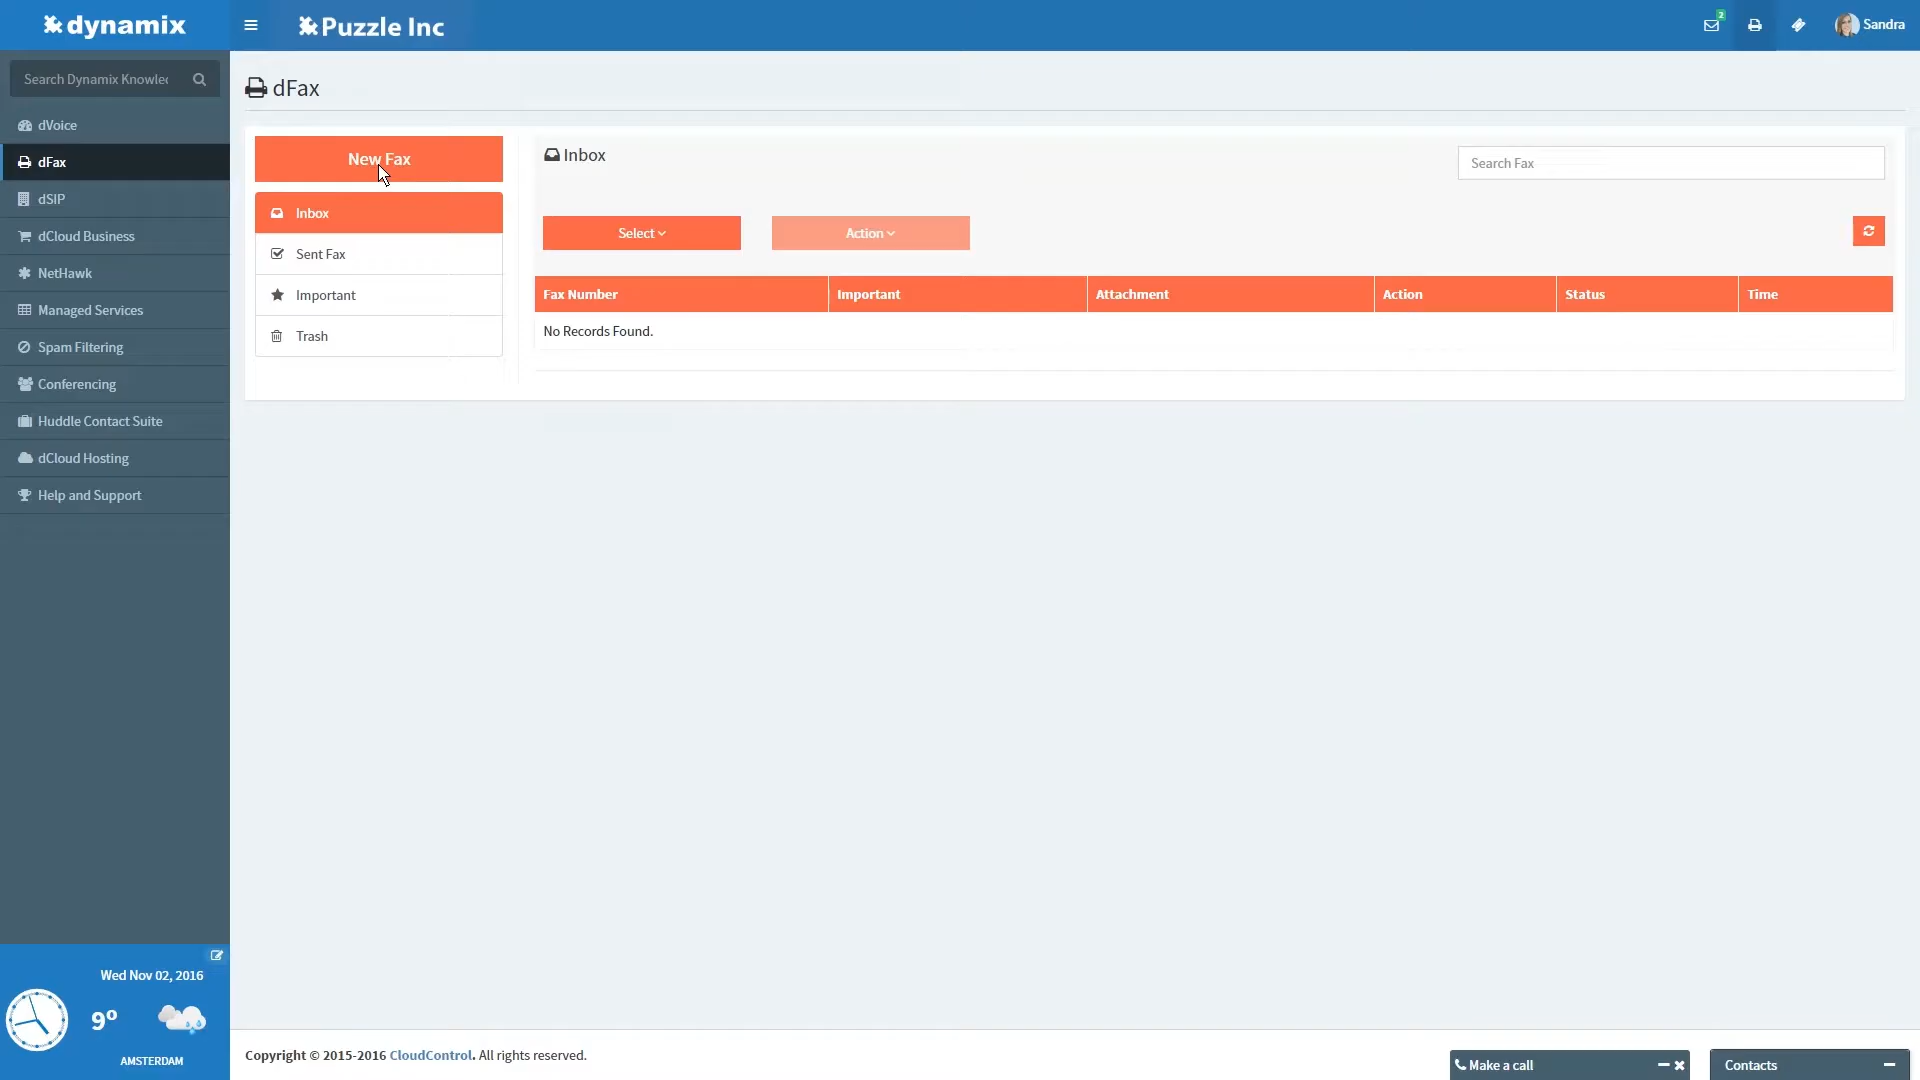 dynamix
Puzzle Inc
2
Sandra
Search Dynamix Knowled
dVoice
dFax
dSIP
dCloud Business
NetHawk
Managed Services
Spam Filtering
Conferencing
Huddle Contact Suite
dCloud Hosting
Help and Support
dFax
New Fax
Inbox
Sent Fax
Important
Trash
Inbox
Search Fax
Select
Action
Fax Number Important Attachment Action Status Time
No Records Found.
Wed Nov 02, 2016
9º
AMSTERDAM
Copyright © 2015-2016 CloudControl. All rights reserved.
Make a call
Contacts